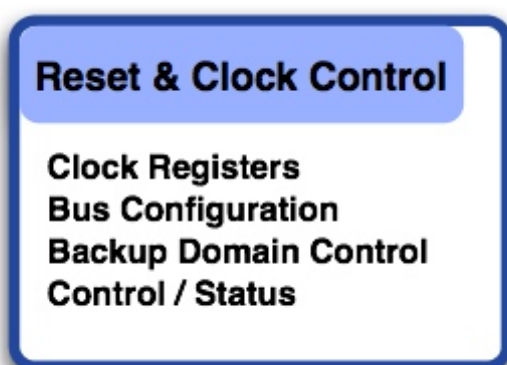 Reset & Clock Control
Clock Registers
Bus Configuration
Backup Domain Control
Control / Status